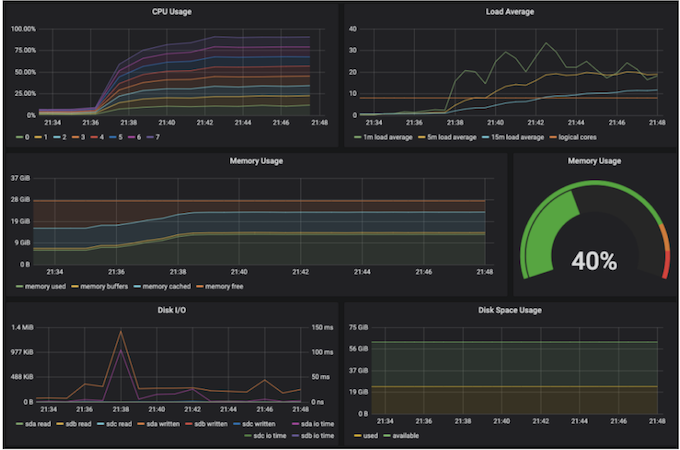 CPU Usage
100.00%
75.00%
50.00%
25.00%
0%
21:34 21:36 21:38 21:40 21:42 21:44 21:46 21:48
0 1 2 3 4 5 6 7
Load Average
40
30
20
10
0
21:34 21:36 21:38 21:40 21:42 21:44 21:46 21:48
1m load average 5m load average 15m load average logical cores
Memory Usage
37 GiB
28 GiB
19 GiB
9 GiB
0 B
21:34 21:36 21:38 21:40 21:42 21:44 21:46 21:48
memory used memory buffers memory cached memory free
Memory Usage
40%
Disk I/O
1.4 MiB
977 KiB
488 KiB
0 B
150 ms
100 ms
50 ms
0 ns
21:34 21:36 21:38 21:40 21:42 21:44 21:46 21:48
sda read sdb read sdc read sda written sdb written sdc written sda io time
sdc io time sdb io time
Disk Space Usage
75 GiB
56 GiB
37 GiB
19 GiB
0 B
21:34 21:36 21:38 21:40 21:42 21:44 21:46 21:48
used available